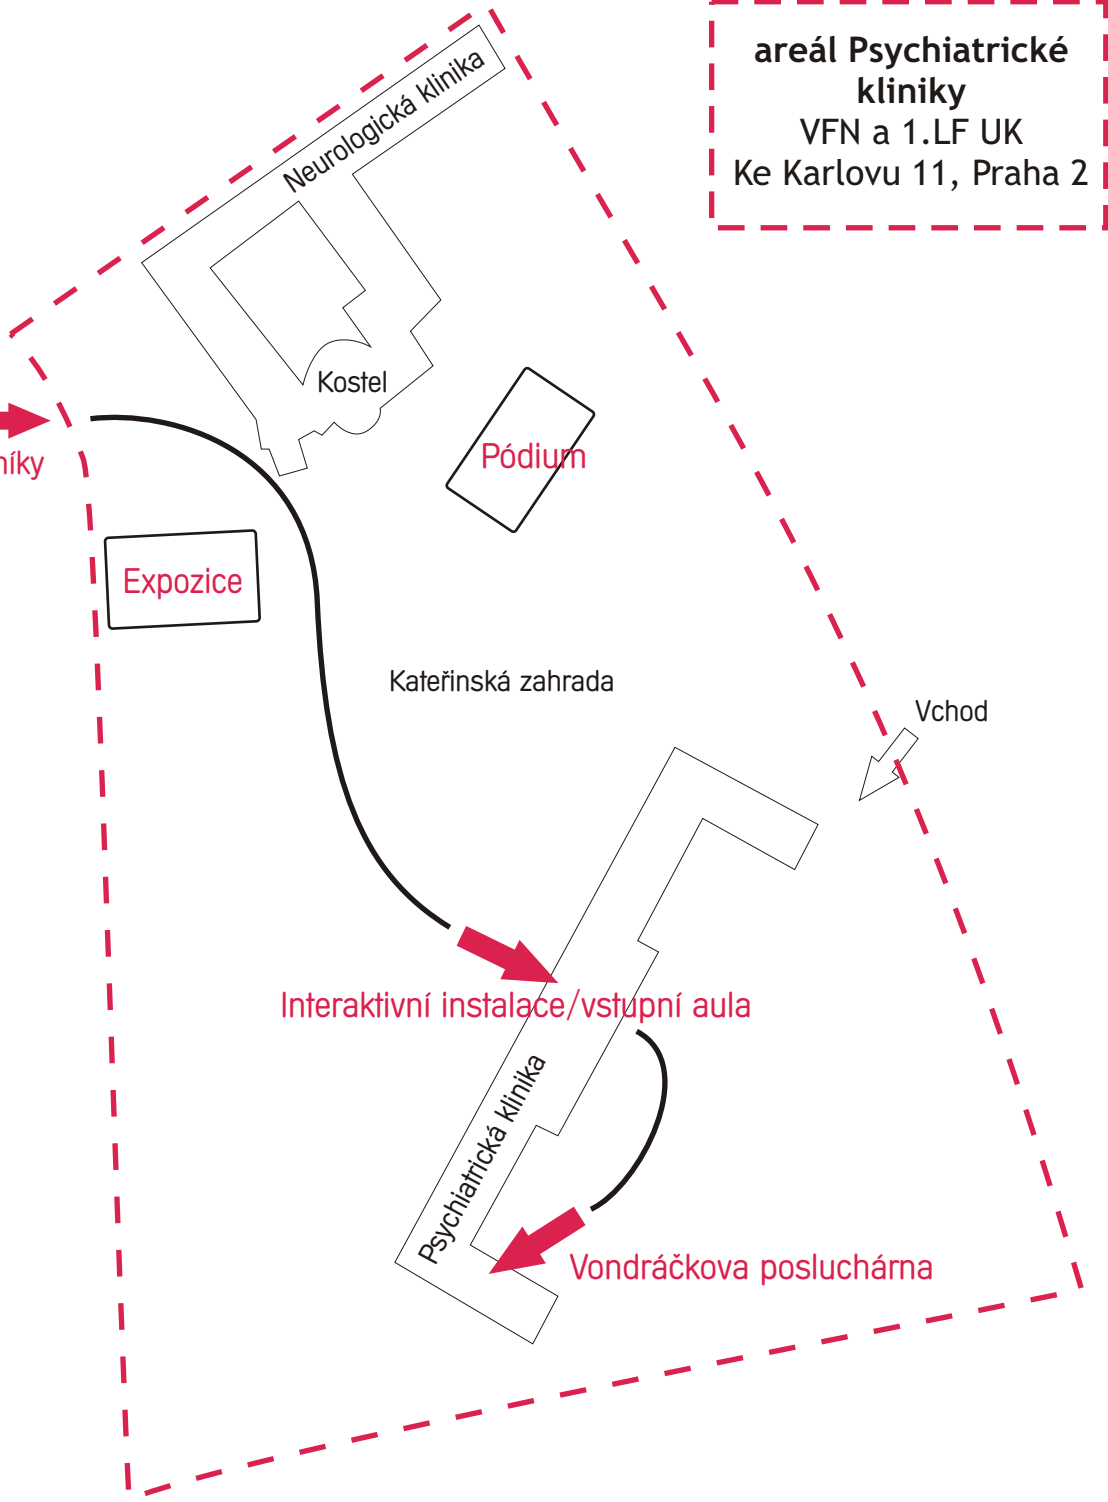 areál Psychiatrické
kliniky
VFN a 1.LF UK
Ke Karlovu 11, Praha 2
Neurologická klinika
Kostel
Pódium
Expozice
Kateřinská zahrada
Vchod
Interaktivní instalace/vstupní aula
Psychiatrická klinika
Vondráčkova posluchárna